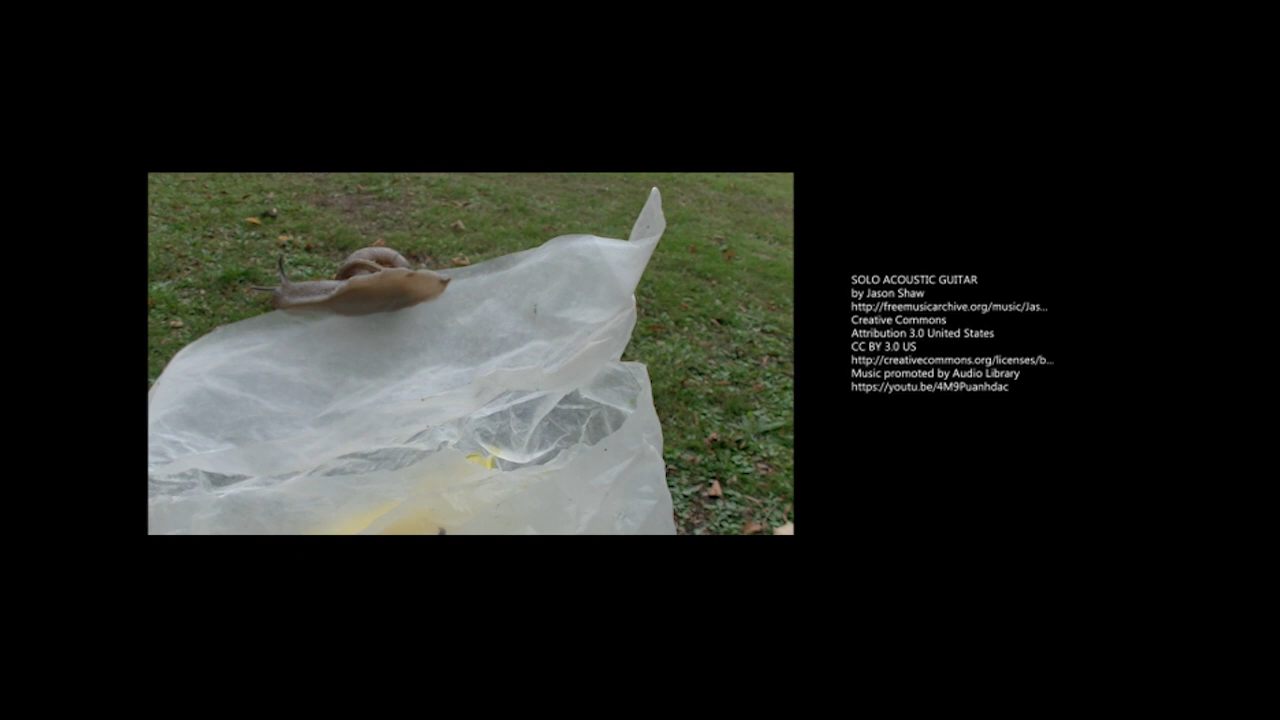 SOLO ACOUSTIC GUITAR
by Jason Shaw
http://freemusicarchive.org/music/Jas...
Creative Commons
Attribution 3.0 United States
CC BY 3.0 US
http://creativecommons.org/licenses/b...
Music promoted by Audio Library
https://youtu.be/4M9Puanhdac